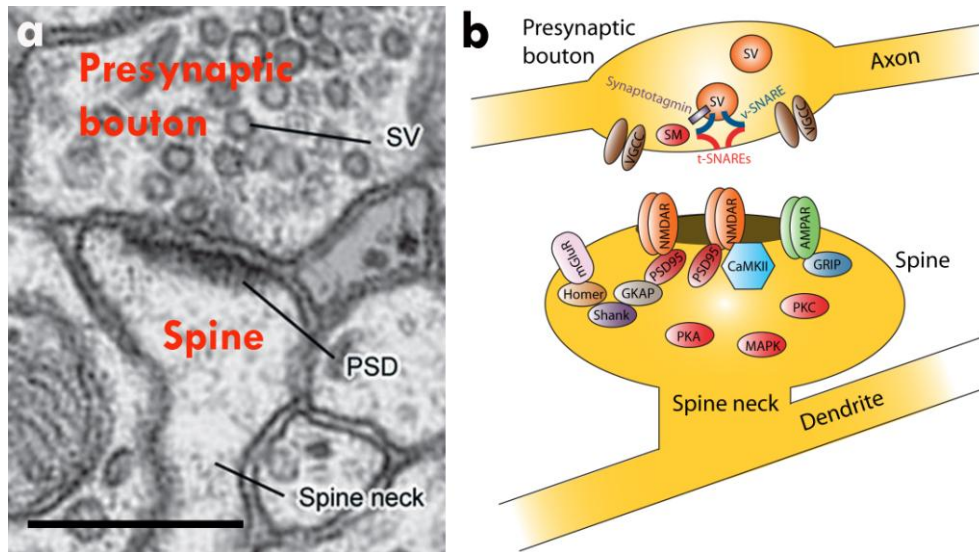 a
Presynaptic
bouton
SV
PSD
Spine
Spine neck
b
Presynaptic
bouton
SV
Axon
Synaptotagmin
SV
v-SNARE
SM
VGCC
VGCC
t-SNAREs
NMDAR
NMDAR
AMPAR
mGluR
PSD95
PSD95
CaMKII
GRIP
Spine
Homer
GKAP
Shank
PKC
PKA
MAPK
Spine neck
Dendrite